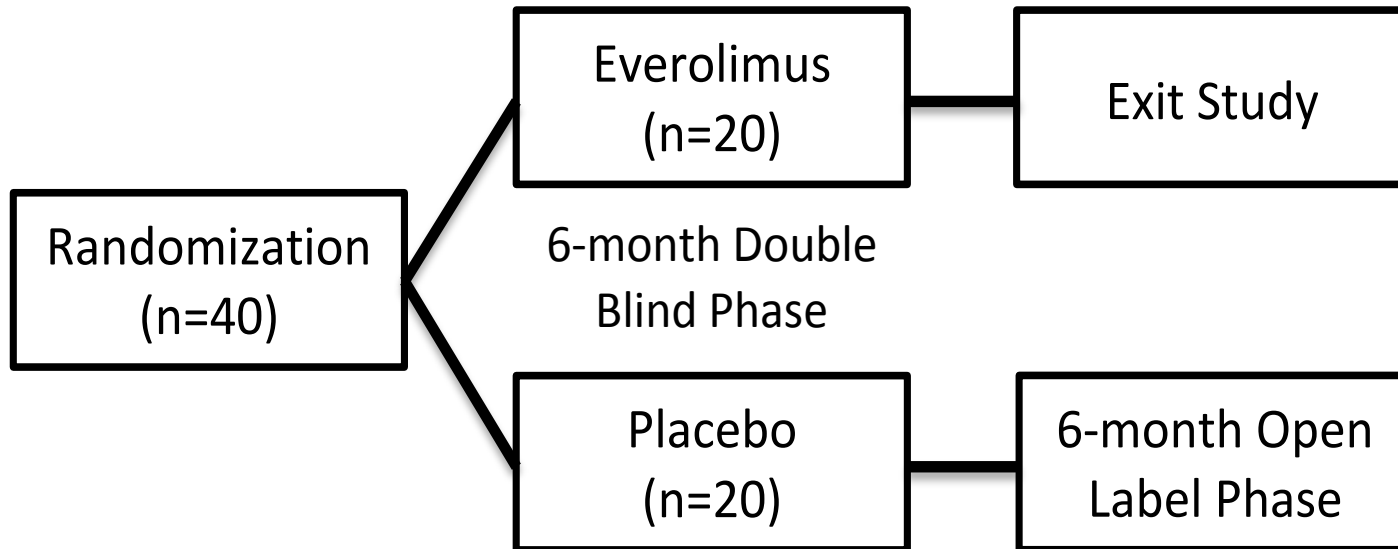 Randomization
(n=40)
Everolimus
(n=20)
Exit Study
6-month Double
Blind Phase
Placebo
(n=20)
6-month Open
Label Phase